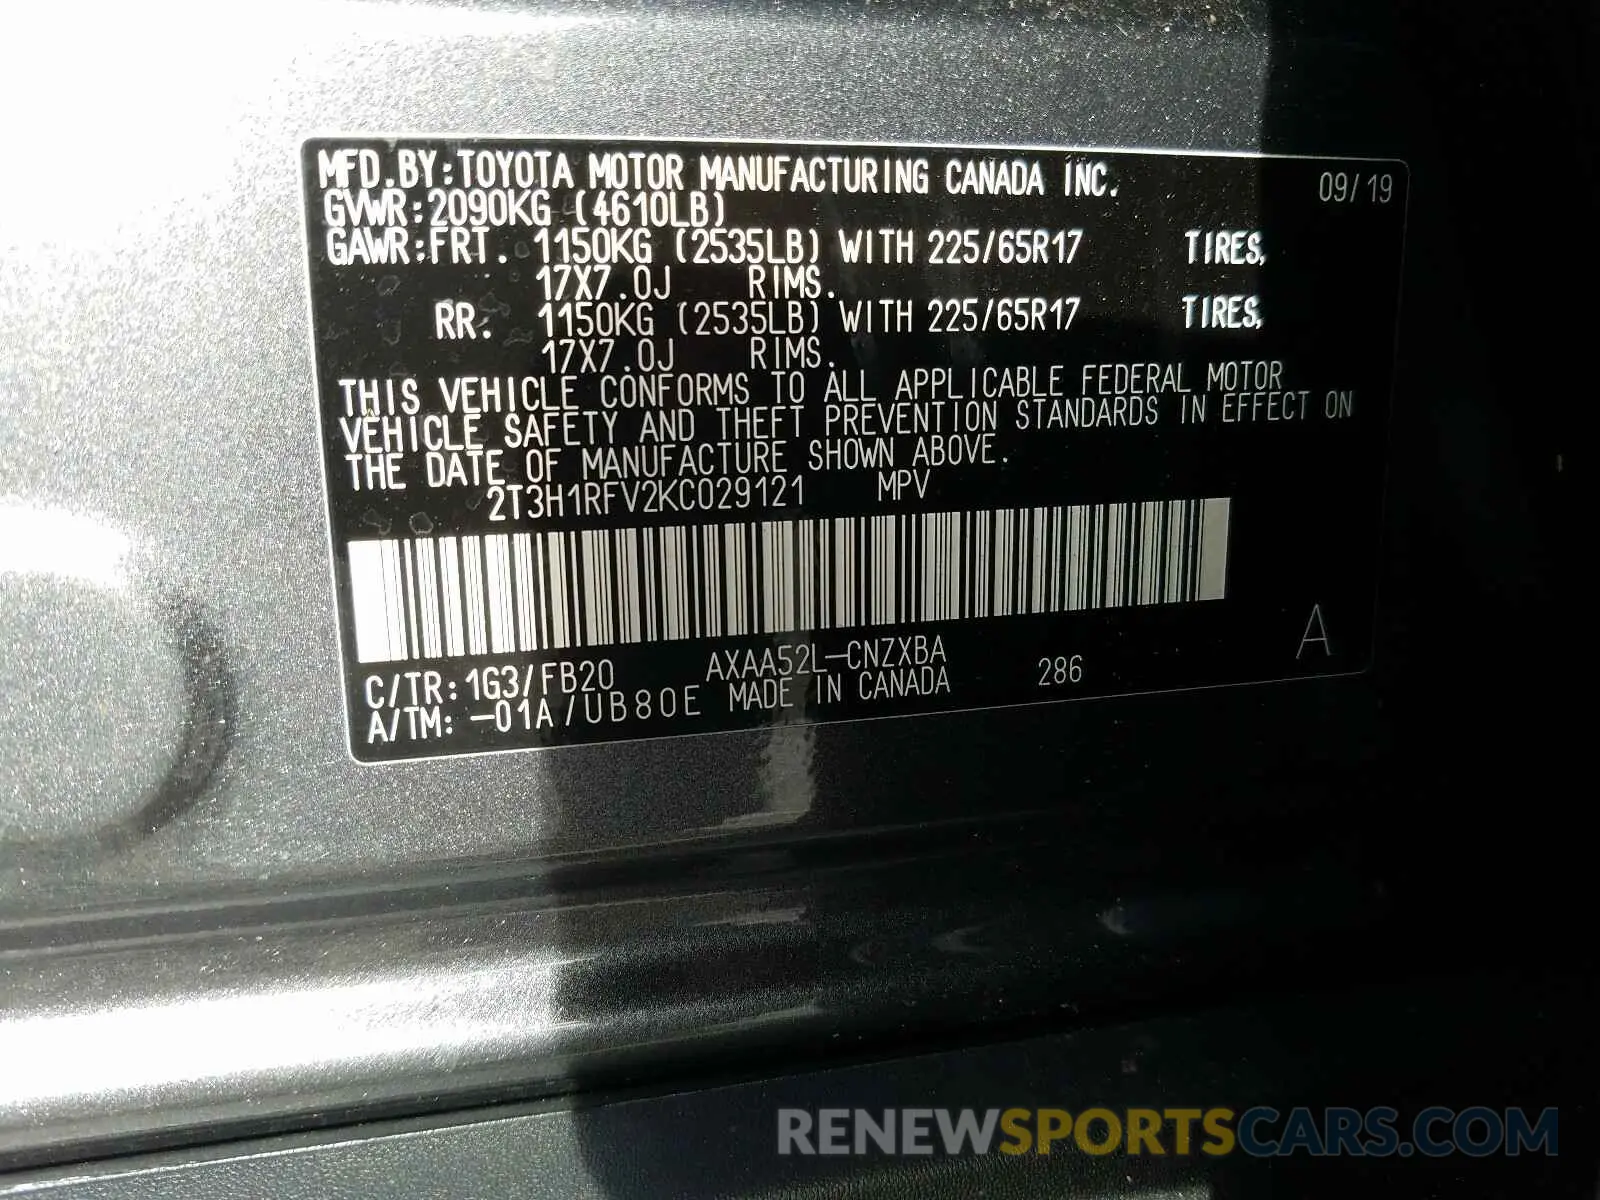 MFD.BY:TOYOTA MOTOR MANUFACTURING CANADA INC. 09/19
GVWR:2090KG (4610LB)
GAWR:FRT. 1150KG (2535LB) WITH 225/65R17 TIRES,
17X7.0J RIMS.
RR: 1150KG (2535LB) WITH 225/65R17 TIRES,
17X7.0J RIMS.
THIS VEHICLE CONFORMS TO ALL APPLICABLE FEDERAL MOTOR
VEHICLE SAFETY AND THEFT PREVENTION STANDARDS IN EFFECT ON
THE DATE OF MANUFACTURE SHOWN ABOVE.
2T3H1RFV2KC029121 MPV
A
C/TR:1G3/FB20 AXAA52L-CNZXBA
A/TM: -01A/UB80E MADE IN CANADA 286
RENEWSPORTSCARS.COM